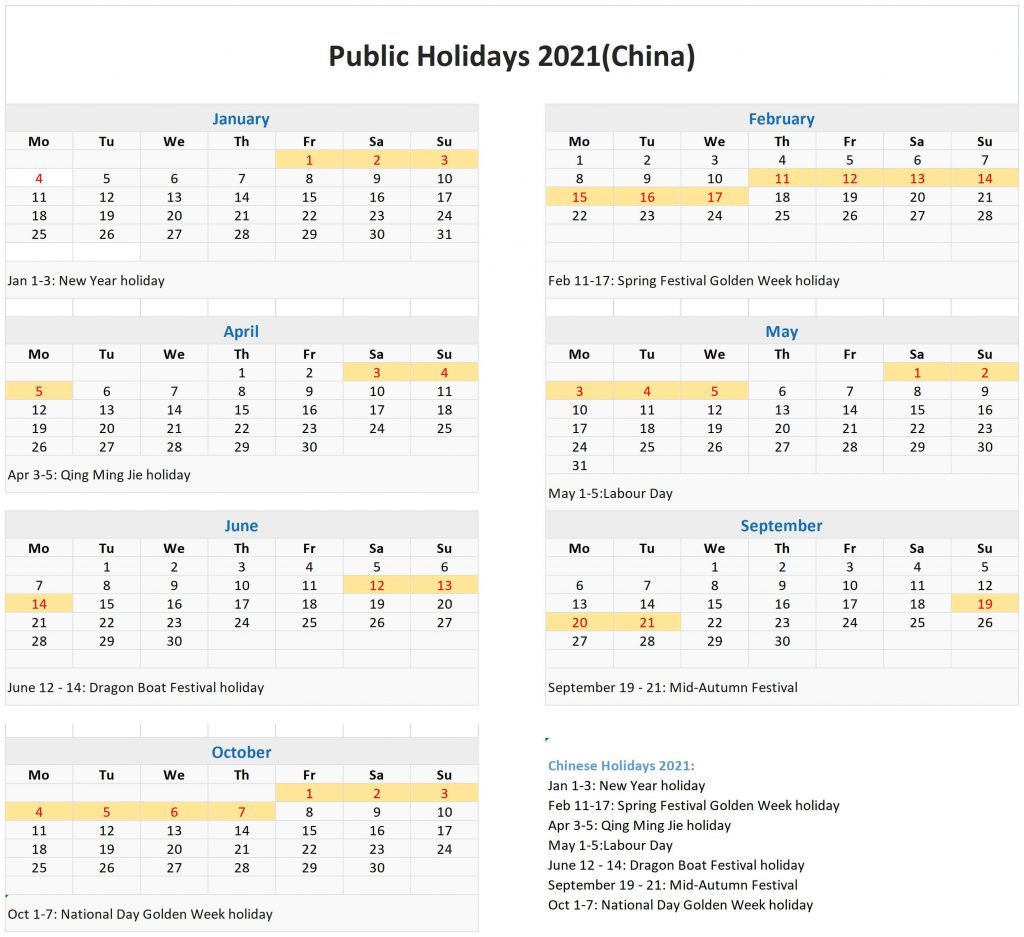 Public Holidays 2021(China)
January
Mo Tu We Th Fr Sa Su
1 2 3
4 5 6 7 8 9 10
11 12 13 14 15 16 17
18 19 20 21 22 23 24
25 26 27 28 29 30 31
Jan 1-3: New Year holiday
February
Mo Tu We Th Fr Sa Su
1 2 3 4 5 6 7
8 9 10 11 12 13 14
15 16 17 18 19 20 21
22 23 24 25 26 27 28
Feb 11-17: Spring Festival Golden Week holiday
April
Mo Tu We Th Fr Sa Su
1 2 3 4
5 6 7 8 9 10 11
12 13 14 15 16 17 18
19 20 21 22 23 24 25
26 27 28 29 30
Apr 3-5: Qing Ming Jie holiday
May
Mo Tu We Th Fr Sa Su
1 2
3 4 5 6 7 8 9
10 11 12 13 14 15 16
17 18 19 20 21 22 23
24 25 26 27 28 29 30
31
May 1-5:Labour Day
June
Mo Tu We Th Fr Sa Su
1 2 3 4 5 6
7 8 9 10 11 12 13
14 15 16 17 18 19 20
21 22 23 24 25 26 27
28 29 30
June 12 - 14: Dragon Boat Festival holiday
September
Mo Tu We Th Fr Sa Su
1 2 3 4 5
6 7 8 9 10 11 12
13 14 15 16 17 18 19
20 21 22 23 24 25 26
27 28 29 30
September 19 - 21: Mid-Autumn Festival
October
Mo Tu We Th Fr Sa Su
1 2 3
4 5 6 7 8 9 10
11 12 13 14 15 16 17
18 19 20 21 22 23 24
25 26 27 28 29 30
Oct 1-7: National Day Golden Week holiday
Chinese Holidays 2021:
Jan 1-3: New Year holiday
Feb 11-17: Spring Festival Golden Week holiday
Apr 3-5: Qing Ming Jie holiday
May 1-5:Labour Day
June 12 - 14: Dragon Boat Festival holiday
September 19 - 21: Mid-Autumn Festival
Oct 1-7: National Day Golden Week holiday